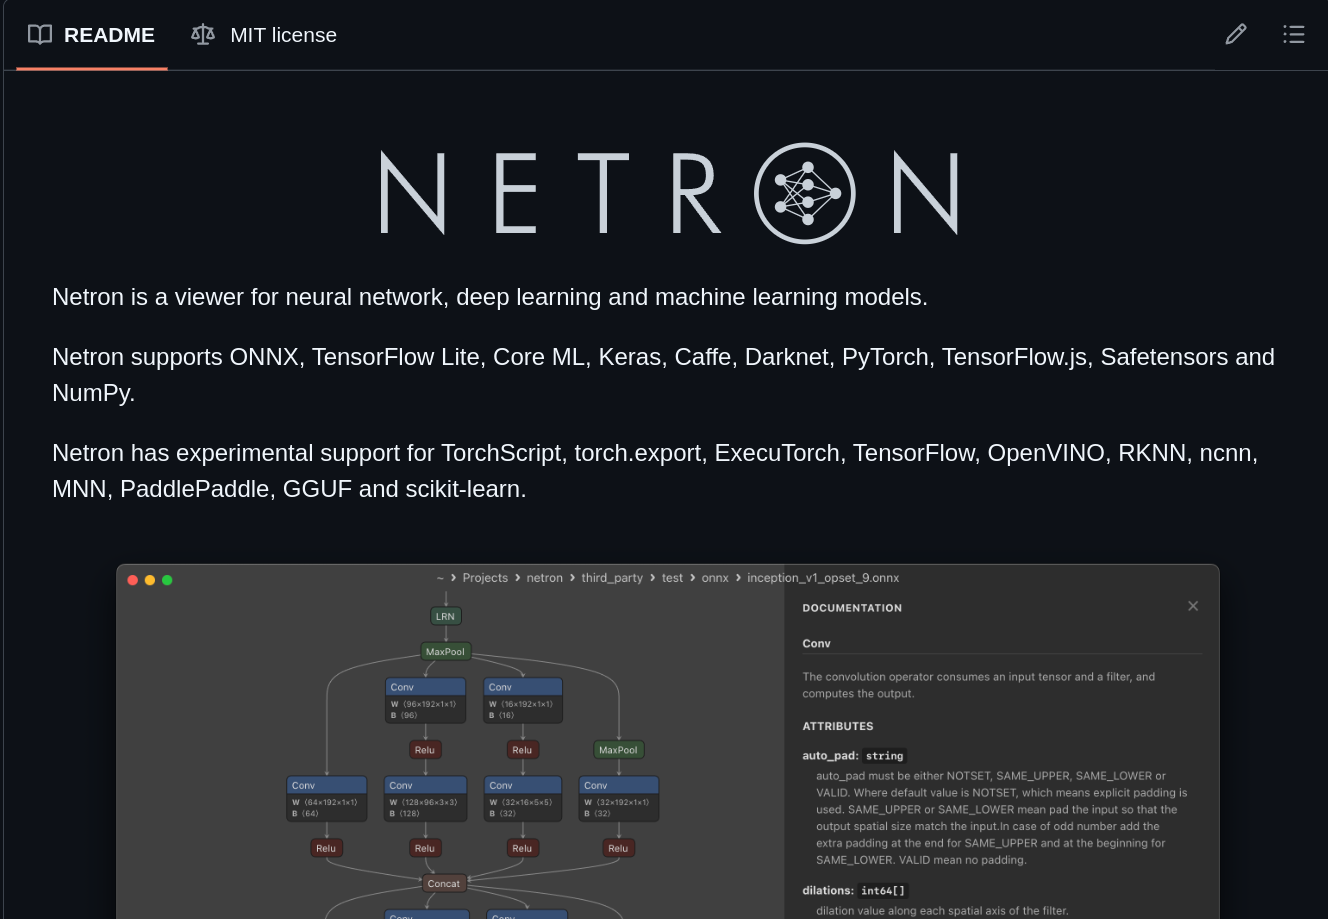 README MIT license
NETRON
Netron is a viewer for neural network, deep learning and machine learning models.
Netron supports ONNX, TensorFlow Lite, Core ML, Keras, Caffe, Darknet, PyTorch, TensorFlow.js, Safetensors and
NumPy.
Netron has experimental support for TorchScript, torch.export, ExecuTorch, TensorFlow, OpenVINO, RKNN, ncnn,
MNN, PaddlePaddle, GGUF and scikit-learn.
~ › Projects › netron › third_party › test › onnx › inception_v1_opset_9.onnx
LRN
MaxPool
Conv
W ⟨96×192×1×1⟩
B ⟨96⟩
Conv
W ⟨16×192×1×1⟩
B ⟨16⟩
Relu
Relu
MaxPool
Conv
W ⟨64×192×1×1⟩
B ⟨64⟩
Conv
W ⟨128×96×3×3⟩
B ⟨128⟩
Conv
W ⟨32×16×5×5⟩
B ⟨32⟩
Conv
W ⟨32×192×1×1⟩
B ⟨32⟩
Relu
Relu
Relu
Relu
Concat
Conv
Conv
DOCUMENTATION
Conv
The convolution operator consumes an input tensor and a filter, and
computes the output.
ATTRIBUTES
auto_pad: string
auto_pad must be either NOTSET, SAME_UPPER, SAME_LOWER or
VALID. Where default value is NOTSET, which means explicit padding is
used. SAME_UPPER or SAME_LOWER mean pad the input so that the
output spatial size match the input.In case of odd number add the
extra padding at the end for SAME_UPPER and at the beginning for
SAME_LOWER. VALID mean no padding.
dilations: int64[]
dilation value along each spatial axis of the filter.